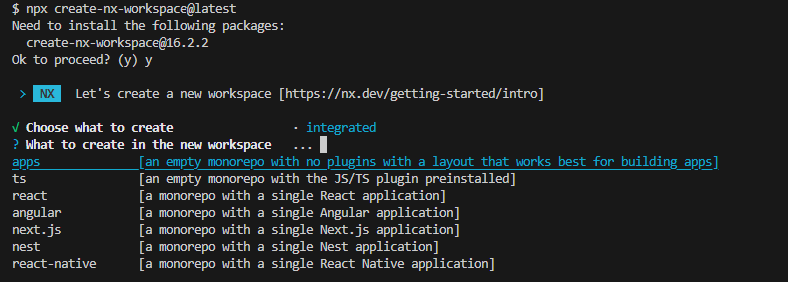 $ npx create-nx-workspace@latest
Need to install the following packages:
  create-nx-workspace@16.2.2
Ok to proceed? (y) y
> NX Let's create a new workspace [https://nx.dev/getting-started/intro]
√ Choose what to create · integrated
? What to create in the new workspace ...
apps [an empty monorepo with no plugins with a layout that works best for building apps]
ts [an empty monorepo with the JS/TS plugin preinstalled]
react [a monorepo with a single React application]
angular [a monorepo with a single Angular application]
next.js [a monorepo with a single Next.js application]
nest [a monorepo with a single Nest application]
react-native [a monorepo with a single React Native application]